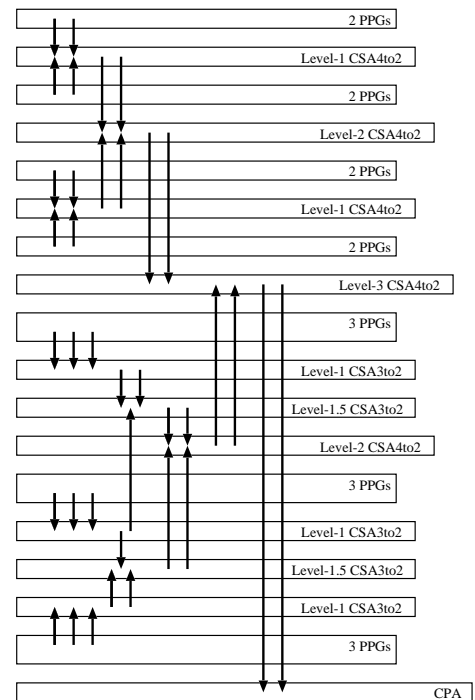 2 PPGs
Level-1 CSA4to2
2 PPGs
Level-2 CSA4to2
2 PPGs
Level-1 CSA4to2
2 PPGs
Level-3 CSA4to2
3 PPGs
Level-1 CSA3to2
Level-1.5 CSA3to2
Level-2 CSA4to2
3 PPGs
Level-1 CSA3to2
Level-1.5 CSA3to2
Level-1 CSA3to2
3 PPGs
CPA